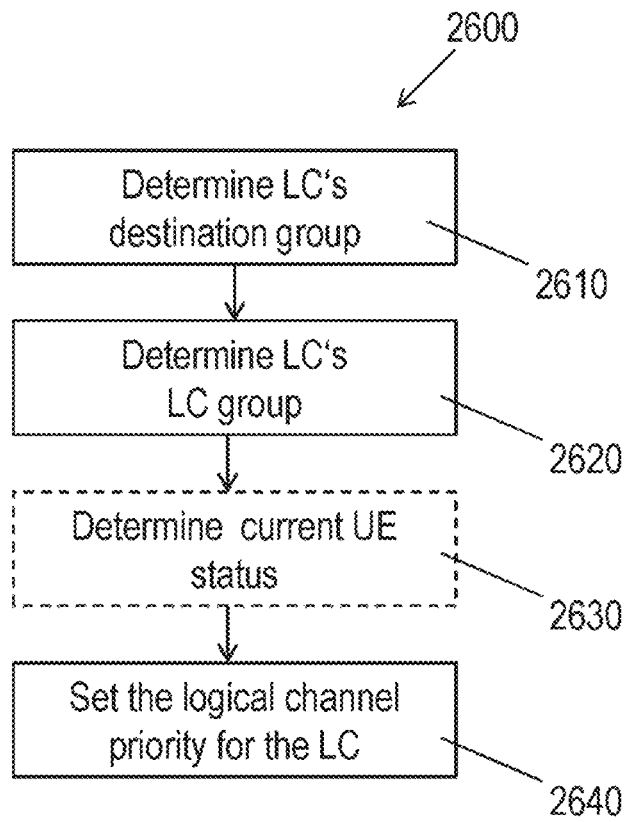 2600
Determine LC‘s
destination group
2610
Determine LC‘s
LC group
2620
Determine current UE
status
2630
Set the logical channel
priority for the LC
2640